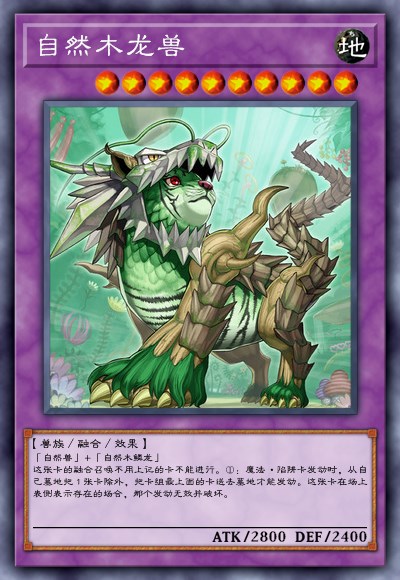 自然木龙兽
地
【兽族／融合／效果】
「自然兽」+「自然木鳞龙」
这张卡的融合召唤不用上记的卡不能进行。①：魔法·陷阱卡发动时，从自
己墓地把1张卡除外，把卡组最上面的卡送去墓地才能发动。这张卡在场上
表侧表示存在的场合，那个发动无效并破坏。
ATK/2800 DEF/2400